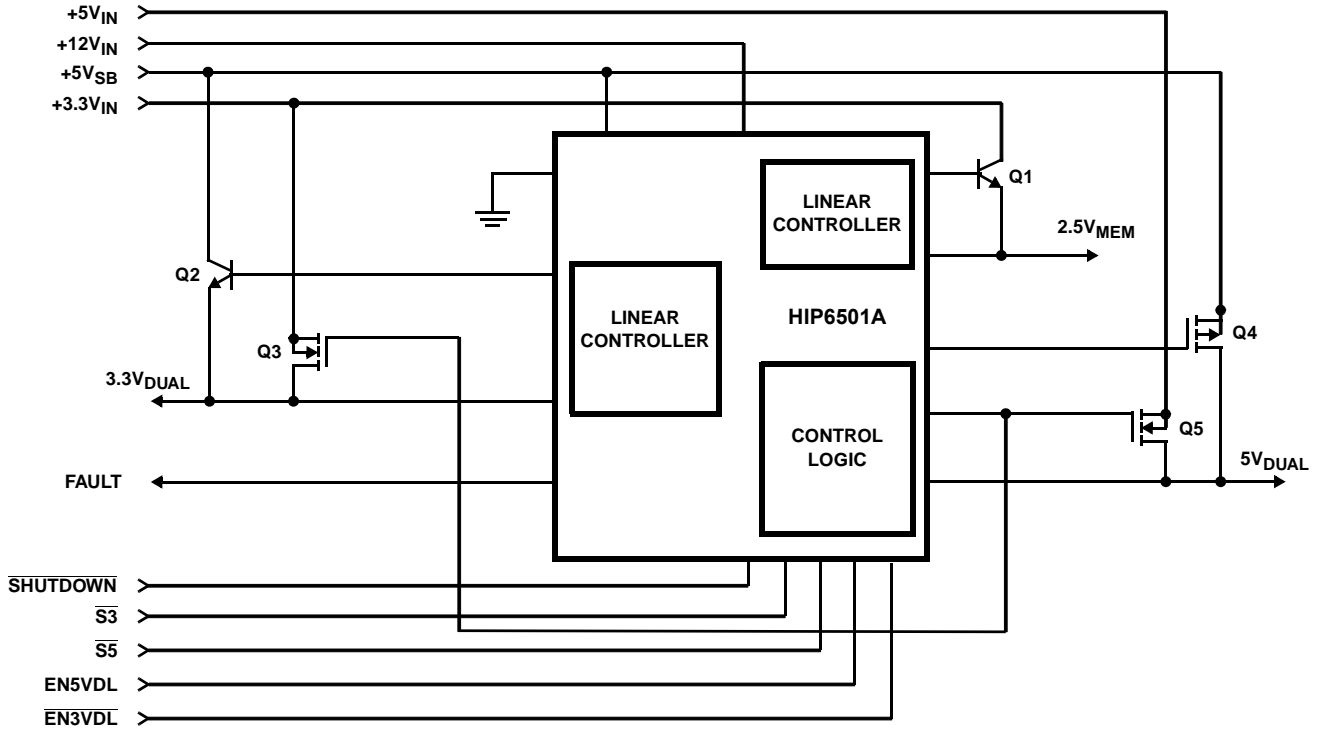 +5VIN
+12VIN
+5VSB
+3.3VIN
Q1
LINEAR
CONTROLLER
2.5VMEM
Q2
LINEAR
CONTROLLER
HIP6501A
Q3
Q4
3.3VDUAL
CONTROL
LOGIC
Q5
5VDUAL
FAULT
SHUTDOWN
S3
S5
EN5VDL
EN3VDL